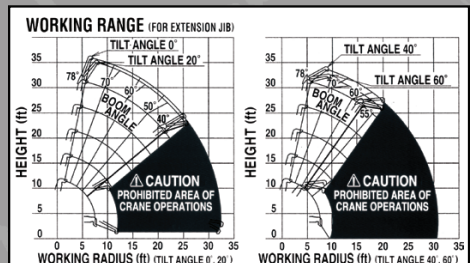 WORKING RANGE (FOR EXTENSION JIB)
TILT ANGLE 0°
TILT ANGLE 20°
78°
70
60
50°
40°
BOOM
ANGLE
HEIGHT (ft)
35
30
25
20
15
10
5
0
⚠ CAUTION
PROHIBITED AREA OF
CRANE OPERATIONS
0 5 10 15 20 25 30 35
WORKING RADIUS (ft) (TILT ANGLE 0°, 20°)
TILT ANGLE 40°
TILT ANGLE 60°
78°
70
60°
55
BOOM
ANGLE
HEIGHT (ft)
35
30
25
20
15
10
5
0
⚠ CAUTION
PROHIBITED AREA OF
CRANE OPERATIONS
0 5 10 15 20 25 30 35
WORKING RADIUS (ft) (TILT ANGLE 40°, 60°)